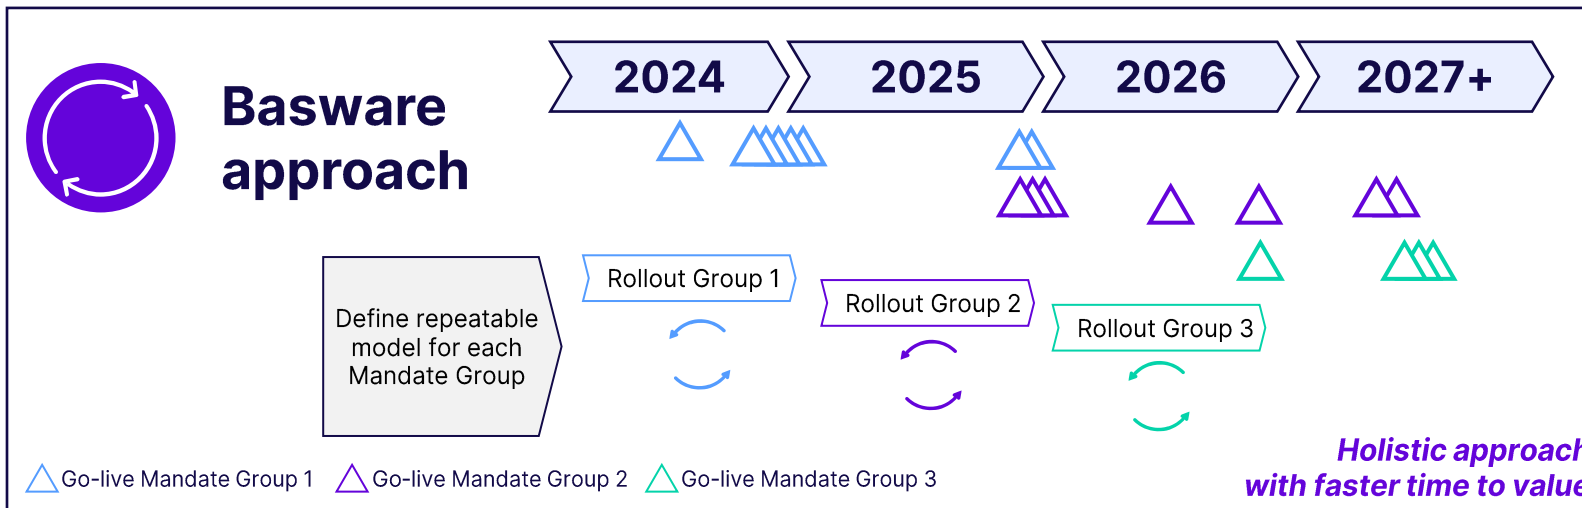 Basware
approach
2024
2025
2026
2027+
Define repeatable
model for each
Mandate Group
Rollout Group 1
Rollout Group 2
Rollout Group 3
Go-live Mandate Group 1
Go-live Mandate Group 2
Go-live Mandate Group 3
Holistic approach
with faster time to value